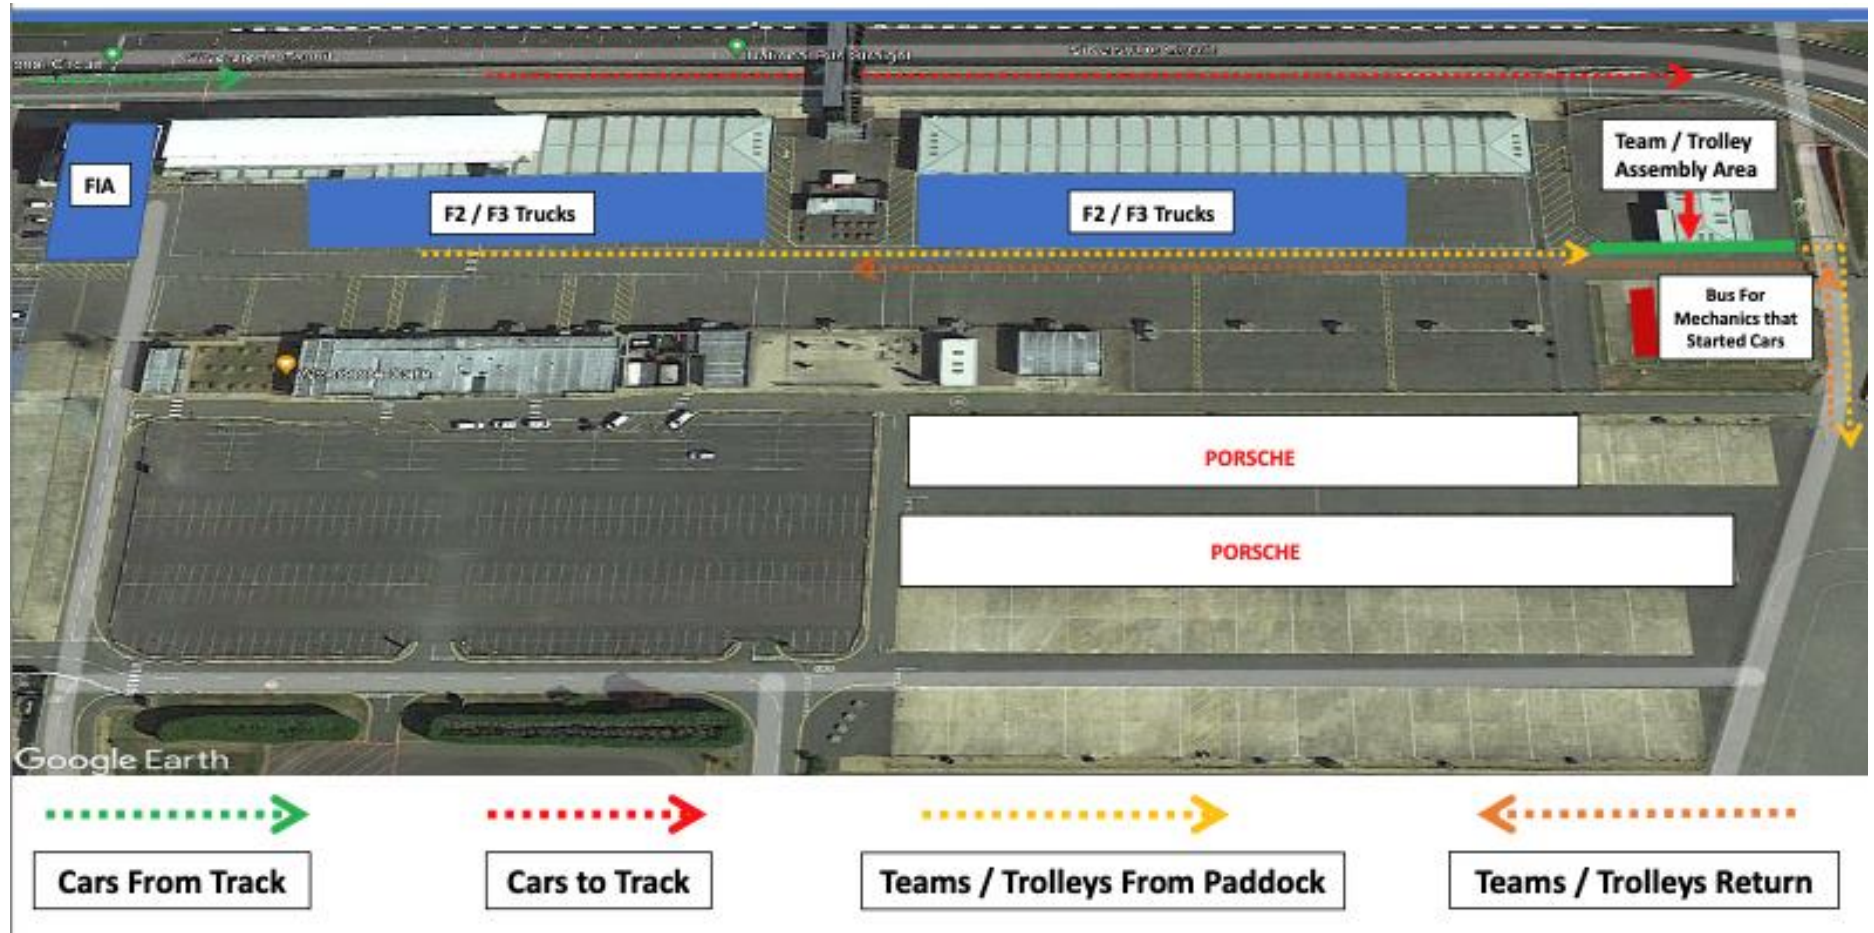 FIA
F2 / F3 Trucks
F2 / F3 Trucks
Team / Trolley
Assembly Area
Bus For
Mechanics that
Started Cars
PORSCHE
PORSCHE
Google Earth
Cars From Track
Cars to Track
Teams / Trolleys From Paddock
Teams / Trolleys Return